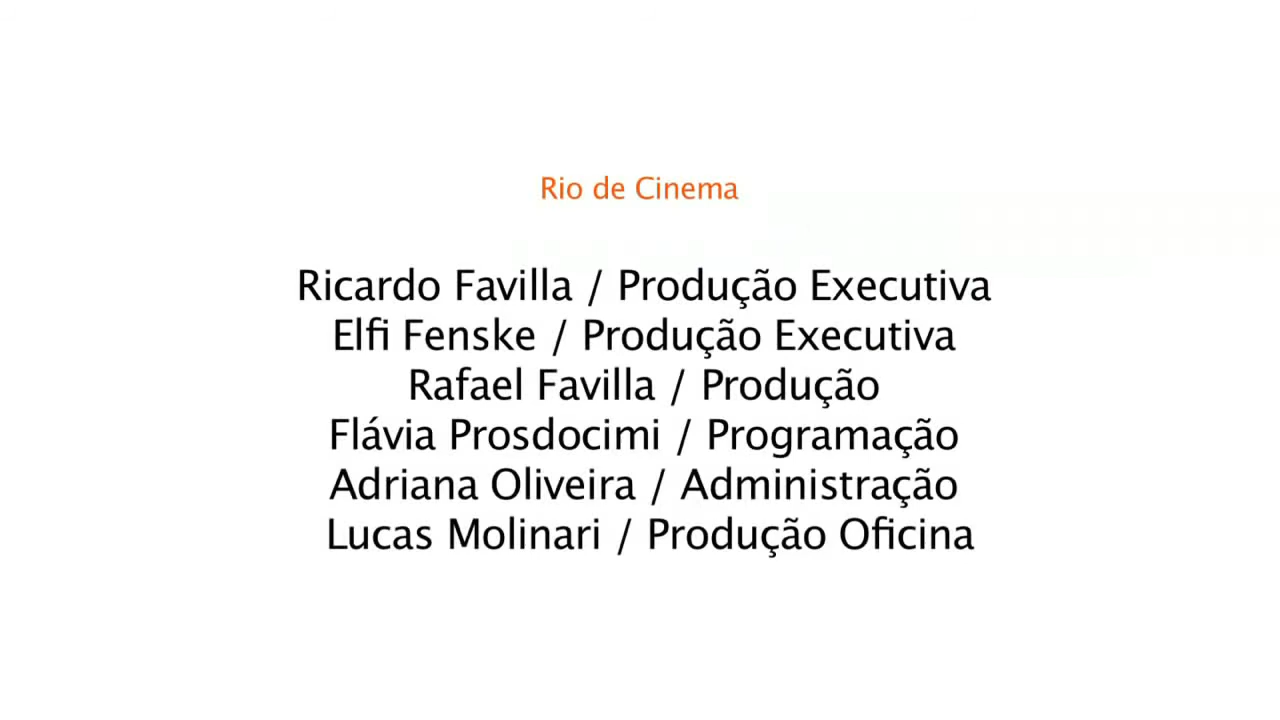 Rio de Cinema
Ricardo Favilla / Produção Executiva
Elfi Fenske / Produção Executiva
Rafael Favilla / Produção
Flávia Prosdocimi / Programação
Adriana Oliveira / Administração
Lucas Molinari / Produção Oficina